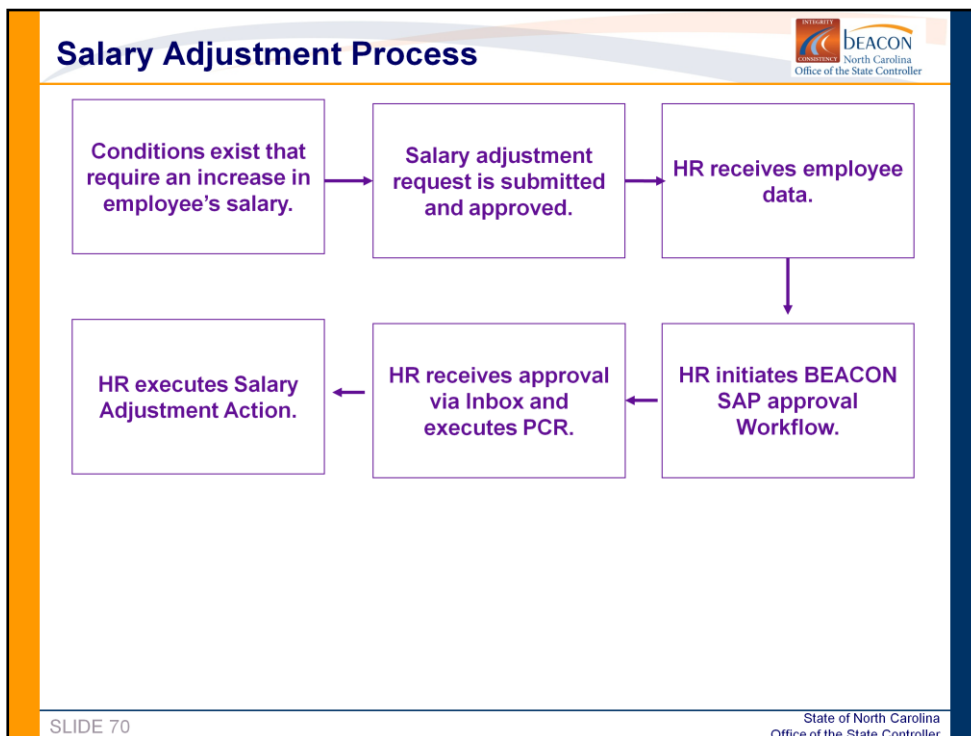 Salary Adjustment Process
INTEGRITY
CONSISTENCY
bEACON
North Carolina
Office of the State Controller
Conditions exist that
require an increase in
employee’s salary.
Salary adjustment
request is submitted
and approved.
HR receives employee
data.
HR executes Salary
Adjustment Action.
HR receives approval
via Inbox and
executes PCR.
HR initiates BEACON
SAP approval
Workflow.
SLIDE 70
State of North Carolina
Office of the State Controller